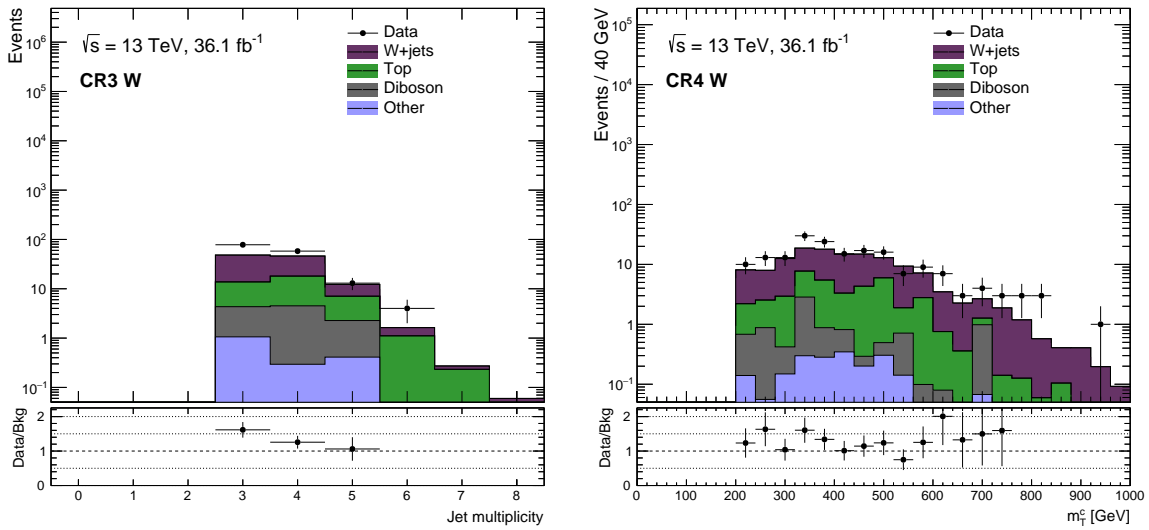 Events
10⁶
10⁵
10⁴
10³
10²
10
1
10⁻¹
√s = 13 TeV, 36.1 fb⁻¹
CR3 W
Data
W+jets
Top
Diboson
Other
Data/Bkg
2
1
0
0 1 2 3 4 5 6 7 8
Jet multiplicity
Events / 40 GeV
10⁵
10⁴
10³
10²
10
1
10⁻¹
√s = 13 TeV, 36.1 fb⁻¹
CR4 W
Data
W+jets
Top
Diboson
Other
Data/Bkg
2
1
0
0 100 200 300 400 500 600 700 800 900 1000
m_T^c [GeV]